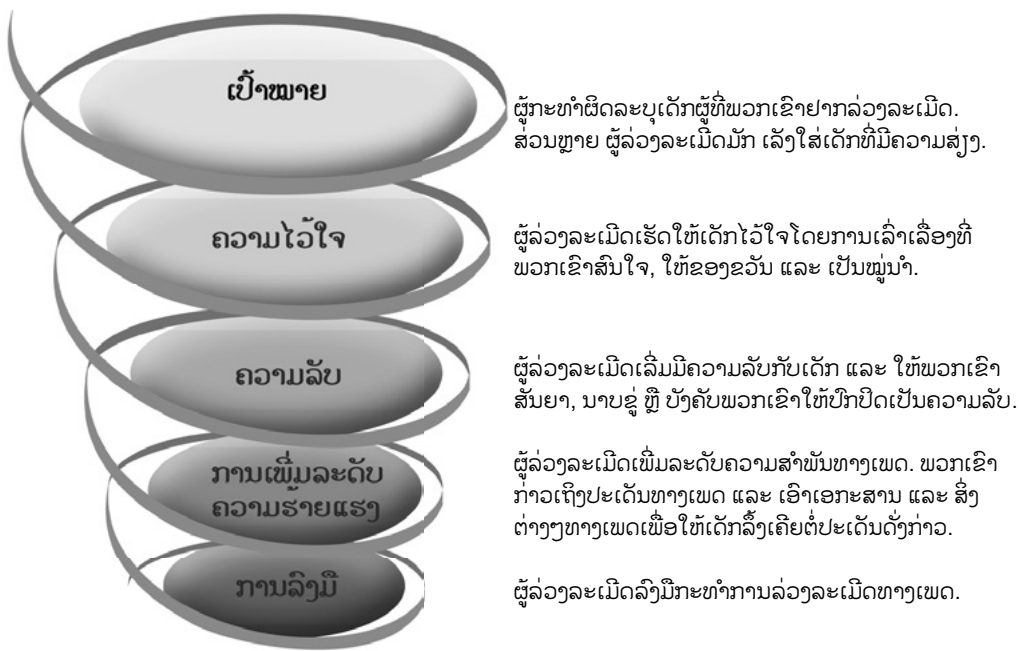 ເປົ້າໝາຍ
ຜູ້ກະທຳຜິດລະບຸເດັກຜູ້ທີ່ພວກເຂົາຢາກລ່ວງລະເມີດ.
ສ່ວນຫຼາຍ ຜູ້ລ່ວງລະເມີດມັກ ເລັງໃສ່ເດັກທີ່ມີຄວາມສ່ຽງ.
ຄວາມໄວ້ໃຈ
ຜູ້ລ່ວງລະເມີດເຮັດໃຫ້ເດັກໄວ້ໃຈໂດຍການເລົ່າເລື່ອງທີ່
ພວກເຂົາສົນໃຈ, ໃຫ້ຂອງຂວັນ ແລະ ເປັນໝູ່ນຳ.
ຄວາມລັບ
ຜູ້ລ່ວງລະເມີດເລີ່ມມີຄວາມລັບກັບເດັກ ແລະ ໃຫ້ພວກເຂົາ
ສັນຍາ, ນາບຂູ່ ຫຼື ບັງຄັບພວກເຂົາໃຫ້ປົກປິດເປັນຄວາມລັບ.
ການເພີ່ມລະດັບ
ຄວາມຮ້າຍແຮງ
ຜູ້ລ່ວງລະເມີດເພີ່ມລະດັບຄວາມສຳພັນທາງເພດ. ພວກເຂົາ
ກ່າວເຖິງປະເດັນທາງເພດ ແລະ ເອົາເອກະສານ ແລະ ສິ່ງ
ຕ່າງໆທາງເພດເພື່ອໃຫ້ເດັກລຶ້ງເຄີຍຕໍ່ປະເດັນດັ່ງກ່າວ.
ການລົງມື
ຜູ້ລ່ວງລະເມີດລົງມືກະທຳການລ່ວງລະເມີດທາງເພດ.